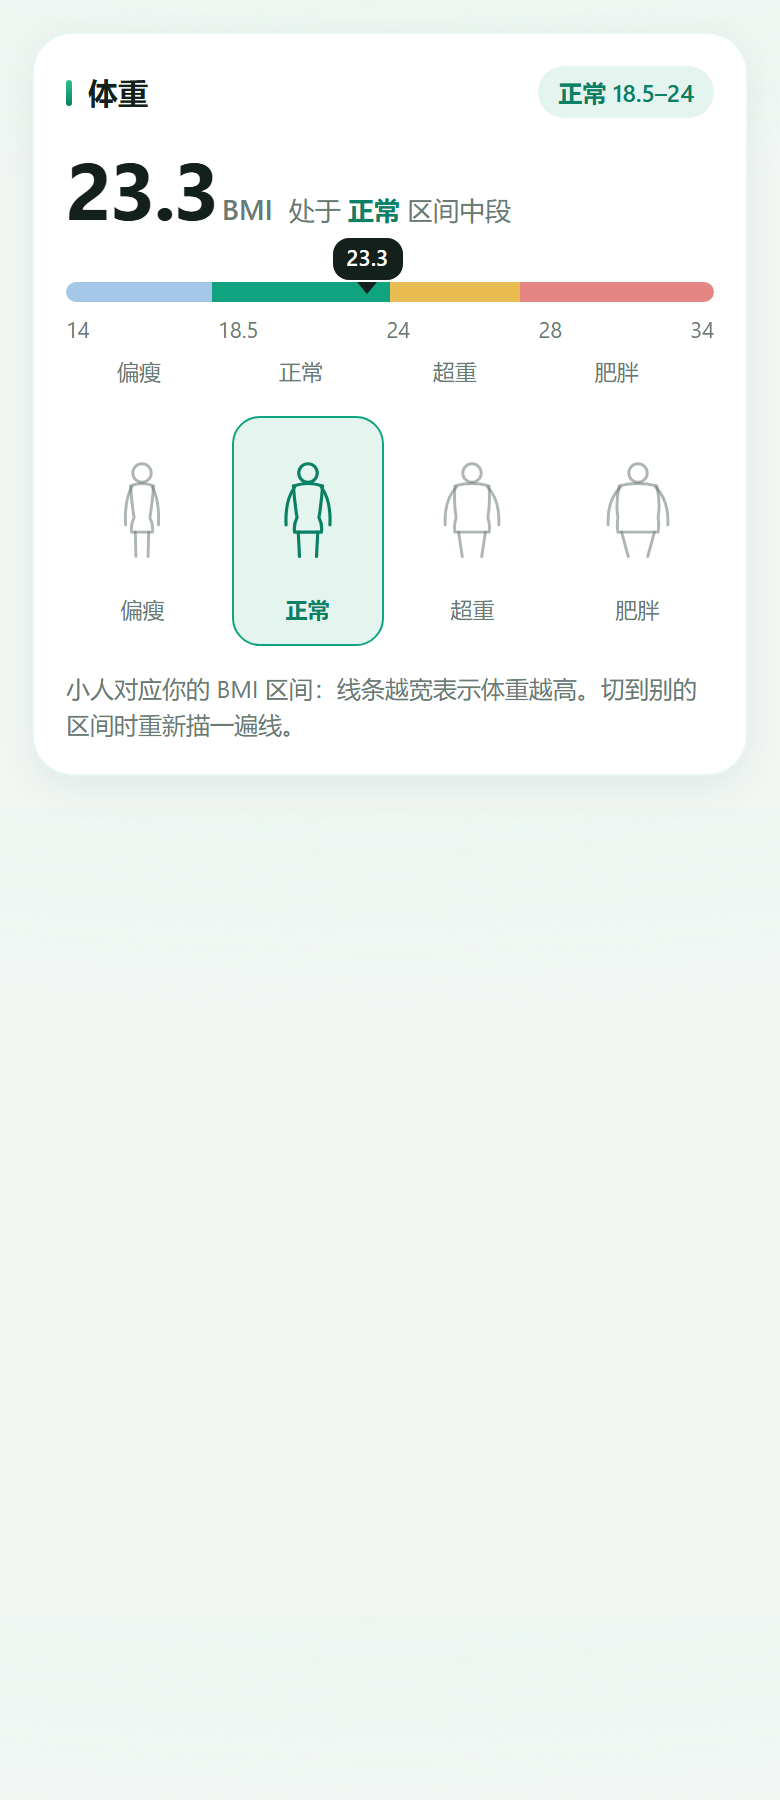 体重
正常 18.5–24
23.3 BMI 处于 正常 区间中段
23.3
14 18.5 24 28 34
偏瘦 正常 超重 肥胖
偏瘦 正常 超重 肥胖
小人对应你的 BMI 区间：线条越宽表示体重越高。切到别的
区间时重新描一遍线。